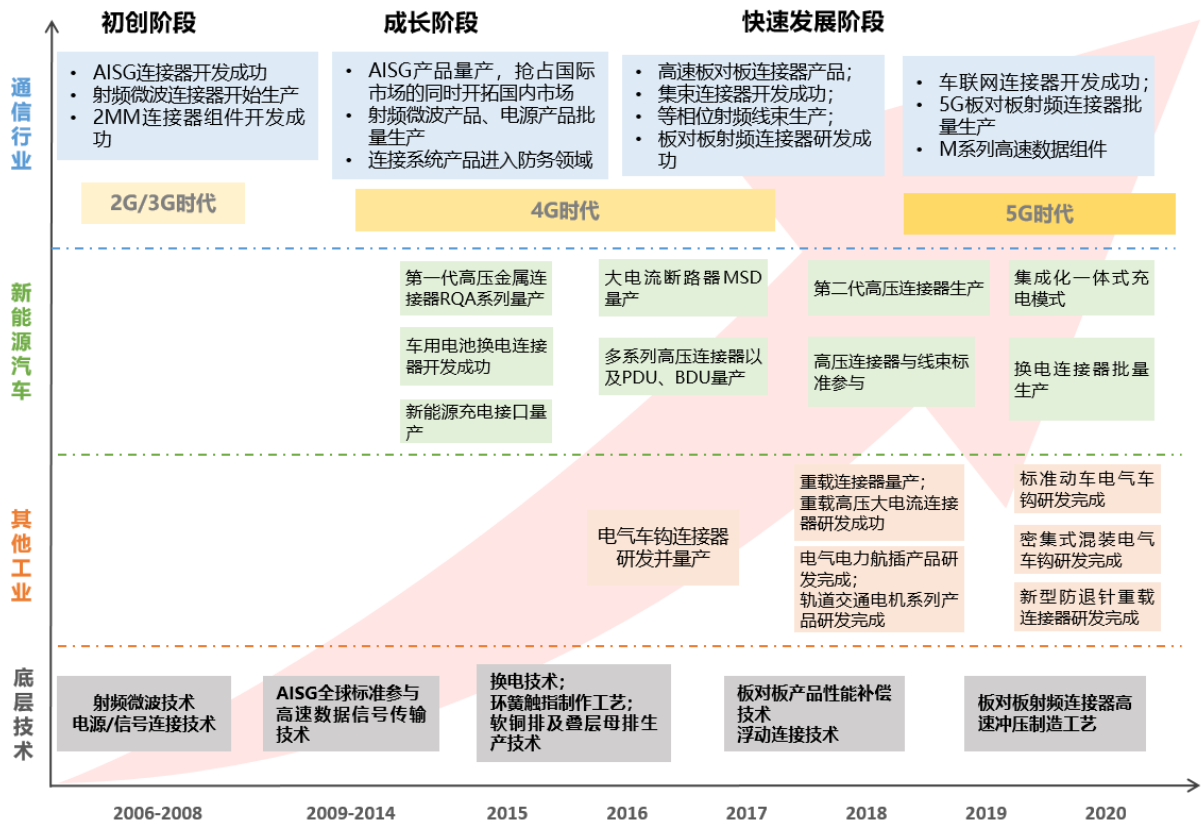 初创阶段
成长阶段
快速发展阶段
通信行业
• AISG连接器开发成功
• 射频微波连接器开始生产
• 2MM连接器组件开发成
功
• AISG产品量产，抢占国际
市场的同时开拓国内市场
• 射频微波产品、电源产品批
量生产
• 连接系统产品进入防务领域
• 高速板对板连接器产品；
• 集束连接器开发成功；
• 等相位射频线束生产；
• 板对板射频连接器研发成
功
• 车联网连接器开发成功；
• 5G板对板射频连接器批
量生产
• M系列高速数据组件
2G/3G时代
4G时代
5G时代
新能源汽车
第一代高压金属连
接器RQA系列量产
车用电池换电连接
器开发成功
新能源充电接口量
产
大电流断路器MSD
量产
多系列高压连接器以
及PDU、BDU量产
第二代高压连接器生产
高压连接器与线束标
准参与
集成化一体式充
电模式
换电连接器批量
生产
其他工业
电气车钩连接器
研发并量产
重载连接器量产；
重载高压大电流连接
器研发成功
电气电力航插产品研
发完成；
轨道交通电机系列产
品研发完成
标准动车电气车
钩研发完成
密集式混装电气
车钩研发完成
新型防退针重载
连接器研发完成
底层技术
射频微波技术
电源/信号连接技术
AISG全球标准参与
高速数据信号传输
技术
换电技术；
环簧触指制作工艺；
软铜排及叠层母排生
产技术
板对板产品性能补偿
技术
浮动连接技术
板对板射频连接器高
速冲压制造工艺
2006-2008
2009-2014
2015
2016
2017
2018
2019
2020